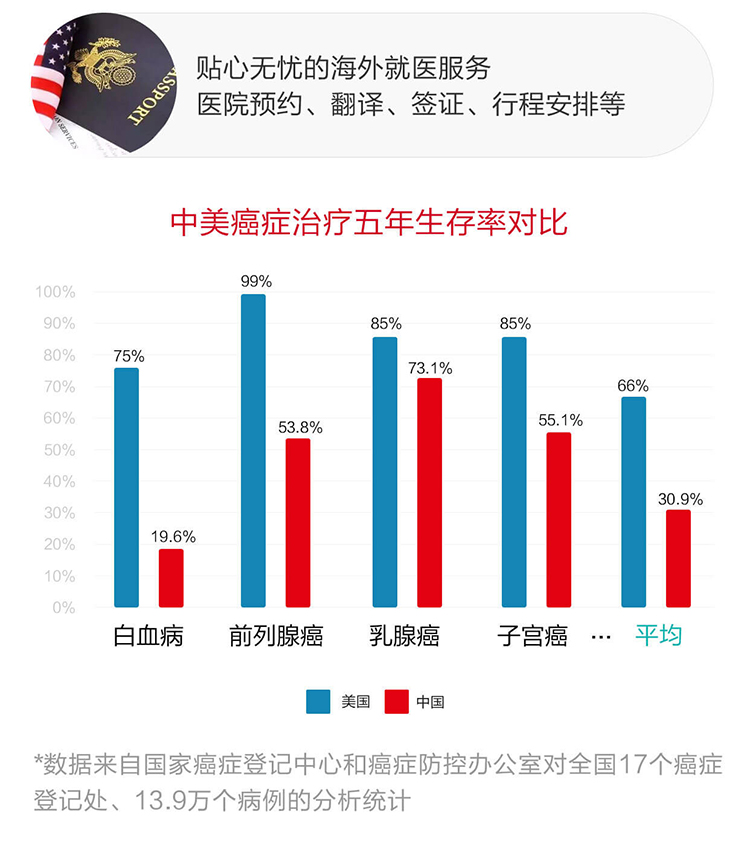 PASSPORT
贴心无忧的海外就医服务
医院预约、翻译、签证、行程安排等
中美癌症治疗五年生存率对比
100%
90%
80%
70%
60%
50%
40%
30%
20%
10%
0%
75%
19.6%
99%
53.8%
85%
73.1%
85%
55.1%
66%
30.9%
白血病 前列腺癌 乳腺癌 子宫癌 … 平均
美国 中国
*数据来自国家癌症登记中心和癌症防控办公室对全国17个癌症
登记处、13.9万个病例的分析统计